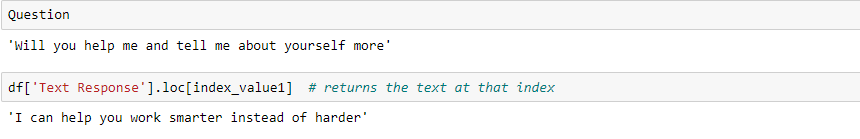 Question
'Will you help me and tell me about yourself more'
df['Text Response'].loc[index_value1]  # returns the text at that index
'I can help you work smarter instead of harder'